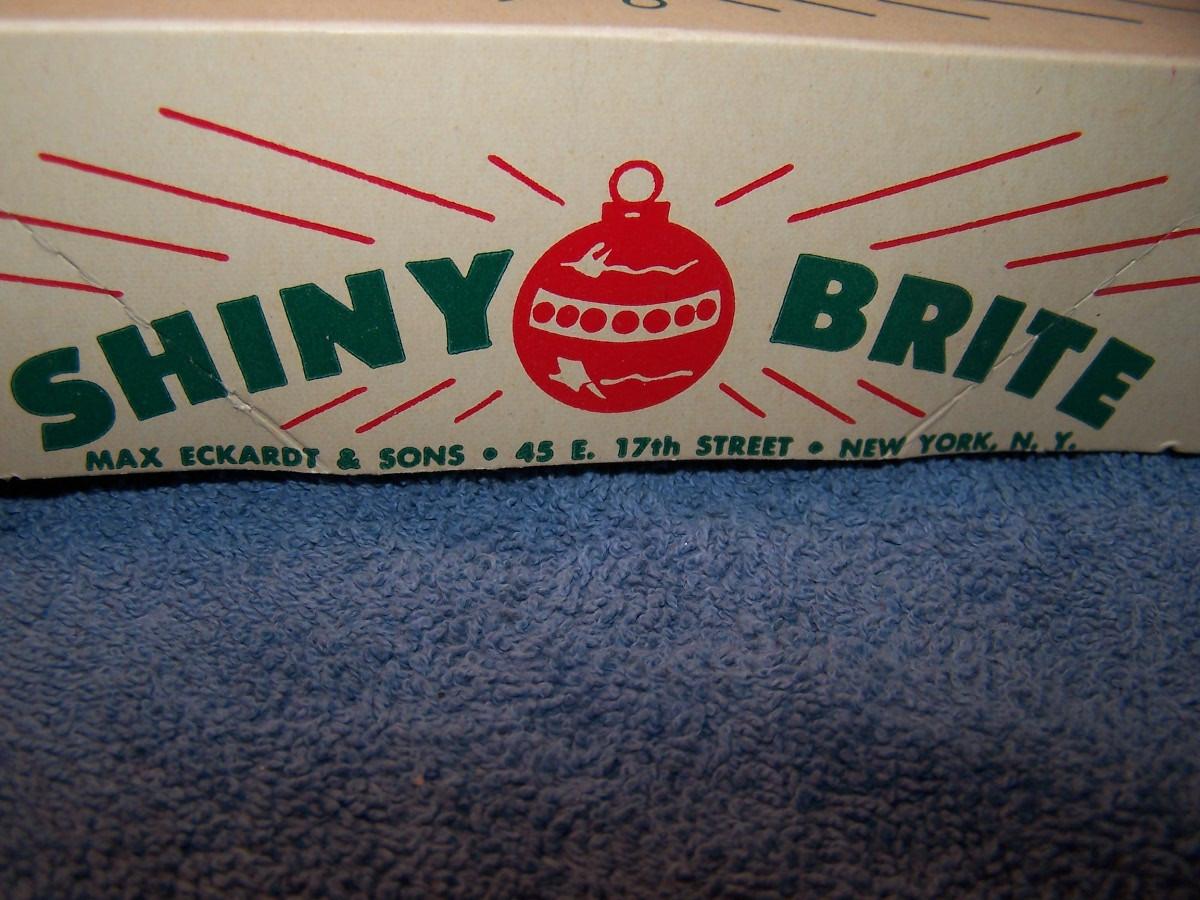 SHINY BRITE
MAX ECKARDT & SONS • 45 E. 17th STREET • NEW YORK, N. Y.